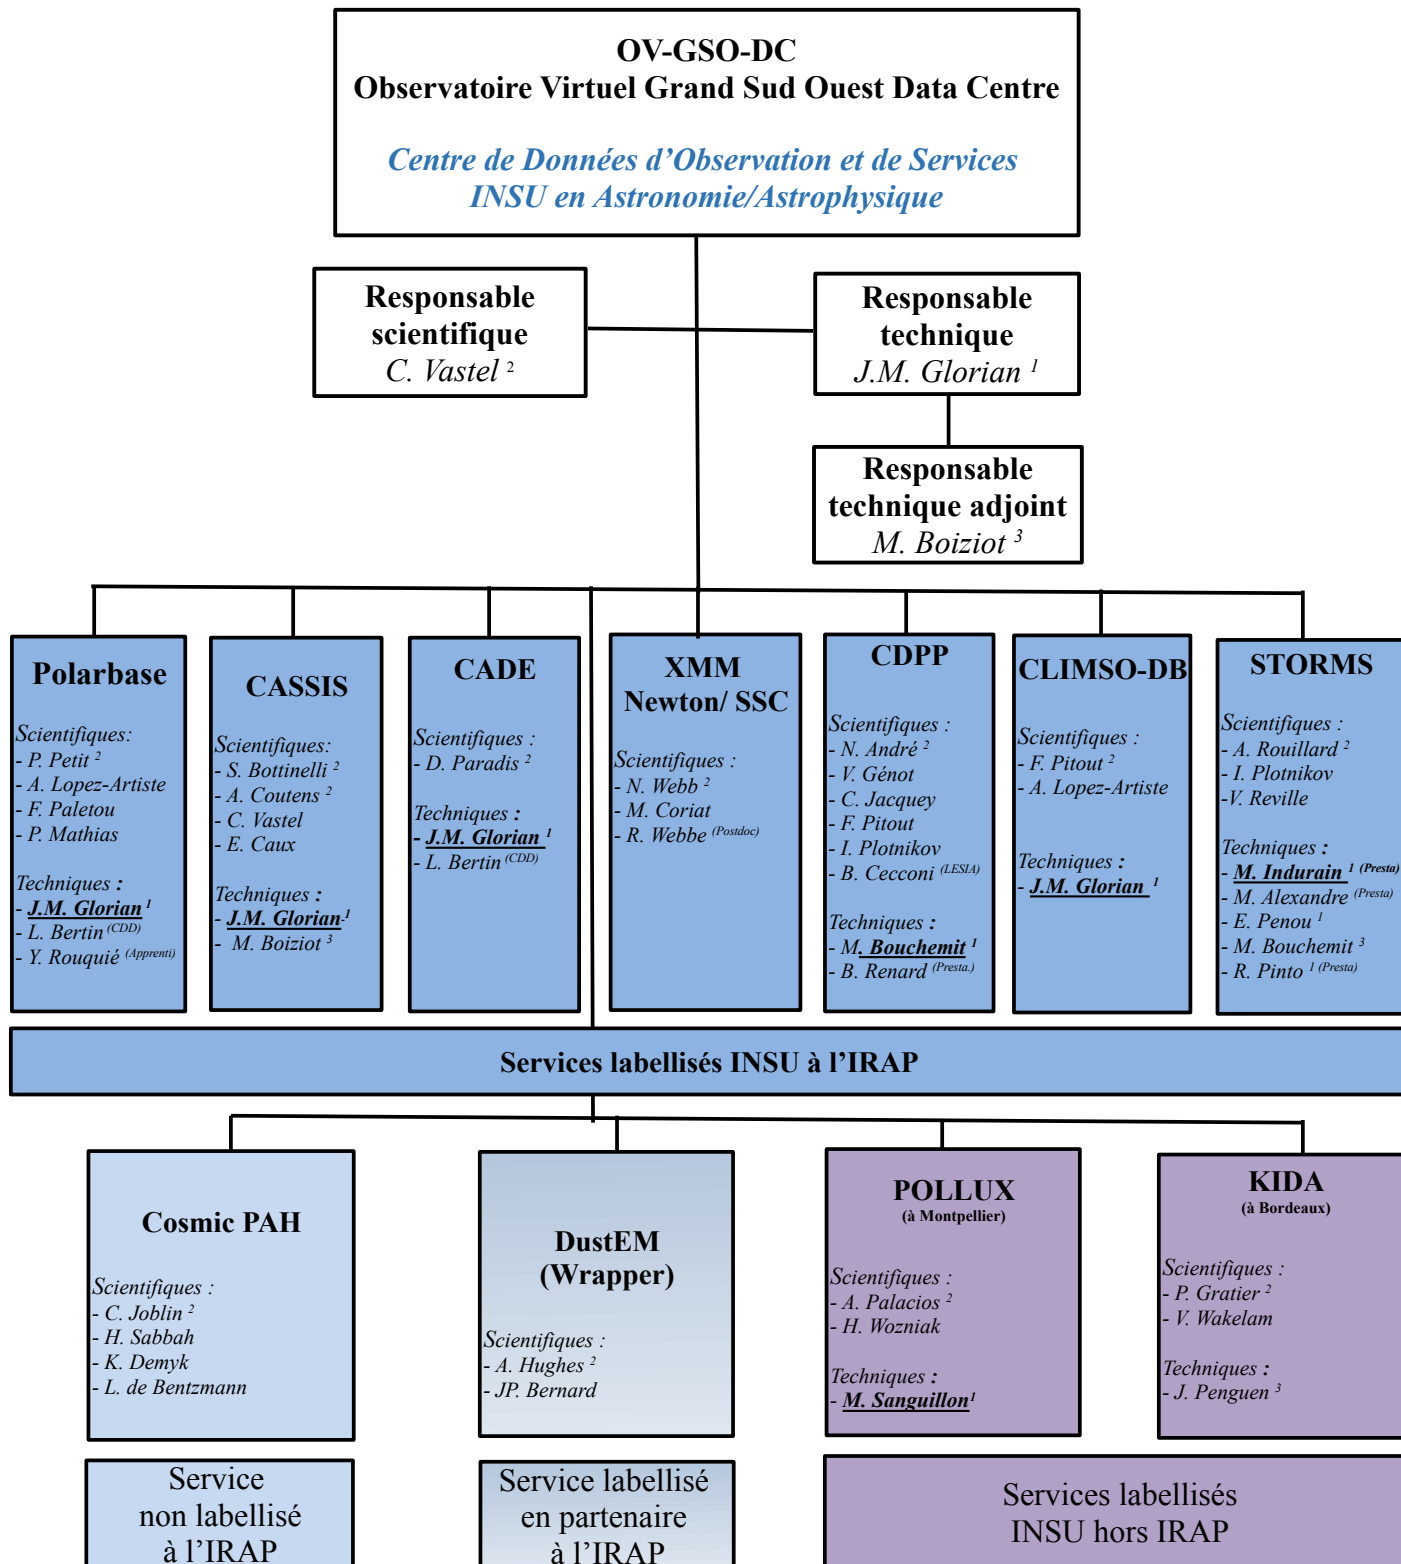 OV-GSO-DC
Observatoire Virtuel Grand Sud Ouest Data Centre
Centre de Données d’Observation et de Services
INSU en Astronomie/Astrophysique
Responsable
scientifique
C. Vastel ²
Responsable
technique
J.M. Glorian ¹
Responsable
technique adjoint
M. Boiziot ³
Polarbase
Scientifiques:
- P. Petit ²
- A. Lopez-Artiste
- F. Paletou
- P. Mathias
Techniques :
- J.M. Glorian ¹
- L. Bertin (CDD)
- Y. Rouquié (Apprenti)
CASSIS
Scientifiques:
- S. Bottinelli ²
- A. Coutens ²
- C. Vastel
- E. Caux
Techniques :
- J.M. Glorian ¹
- M. Boiziot ³
CADE
Scientifiques :
- D. Paradis ²
Techniques :
- J.M. Glorian ¹
- L. Bertin (CDD)
XMM
Newton/ SSC
Scientifiques :
- N. Webb ²
- M. Coriat
- R. Webbe (Postdoc)
CDPP
Scientifiques :
- N. André ²
- V. Génot
- C. Jacquey
- F. Pitout
- I. Plotnikov
- B. Cecconi (LESIA)
Techniques :
- M. Bouchemit ¹
- B. Renard (Presta.)
CLIMSO-DB
Scientifiques :
- F. Pitout ²
- A. Lopez-Artiste
Techniques :
- J.M. Glorian ¹
STORMS
Scientifiques :
- A. Rouillard ²
- I. Plotnikov
-V. Reville
Techniques :
- M. Indurain ¹ (Presta)
- M. Alexandre (Presta)
- E. Penou ¹
- M. Bouchemit ³
- R. Pinto ¹ (Presta)
Services labellisés INSU à l’IRAP
Cosmic PAH
Scientifiques :
- C. Joblin ²
- H. Sabbah
- K. Demyk
- L. de Bentzmann
DustEM
(Wrapper)
Scientifiques :
- A. Hughes ²
- JP. Bernard
POLLUX
(à Montpellier)
Scientifiques :
- A. Palacios ²
- H. Wozniak
Techniques :
- M. Sanguillon¹
KIDA
(à Bordeaux)
Scientifiques :
- P. Gratier ²
- V. Wakelam
Techniques :
- J. Penguen ³
Service
non labellisé
à l’IRAP
Service labellisé
en partenaire
à l’IRAP
Services labellisés
INSU hors IRAP